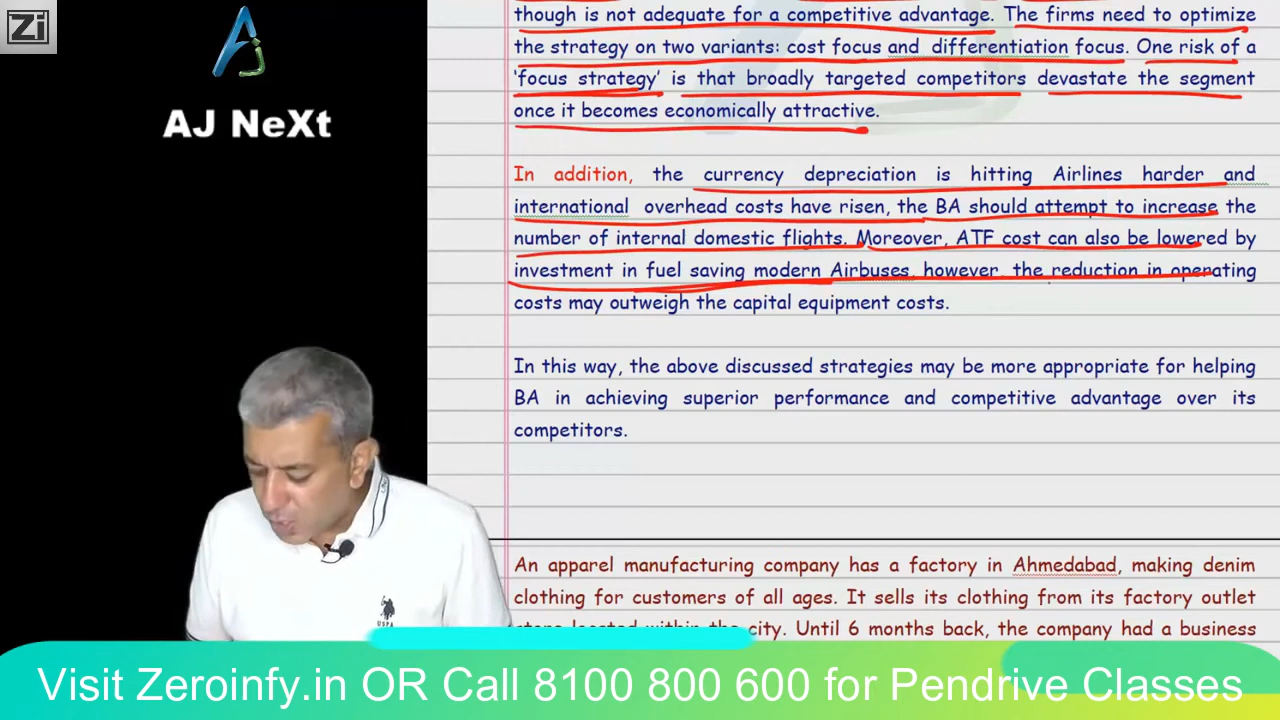 Zi
AJ NeXt
though is not adequate for a competitive advantage. The firms need to optimize
the strategy on two variants: cost focus and differentiation focus. One risk of a
‘focus strategy’ is that broadly targeted competitors devastate the segment
once it becomes economically attractive.
In addition, the currency depreciation is hitting Airlines harder and
international overhead costs have risen, the BA should attempt to increase the
number of internal domestic flights. Moreover, ATF cost can also be lowered by
investment in fuel saving modern Airbuses, however, the reduction in operating
costs may outweigh the capital equipment costs.
In this way, the above discussed strategies may be more appropriate for helping
BA in achieving superior performance and competitive advantage over its
competitors.
An apparel manufacturing company has a factory in Ahmedabad, making denim
clothing for customers of all ages. It sells its clothing from its factory outlet
city. Until 6 months back, the company had a business
USPA
Visit Zeroinfy.in OR Call 8100 800 600 for Pendrive Classes